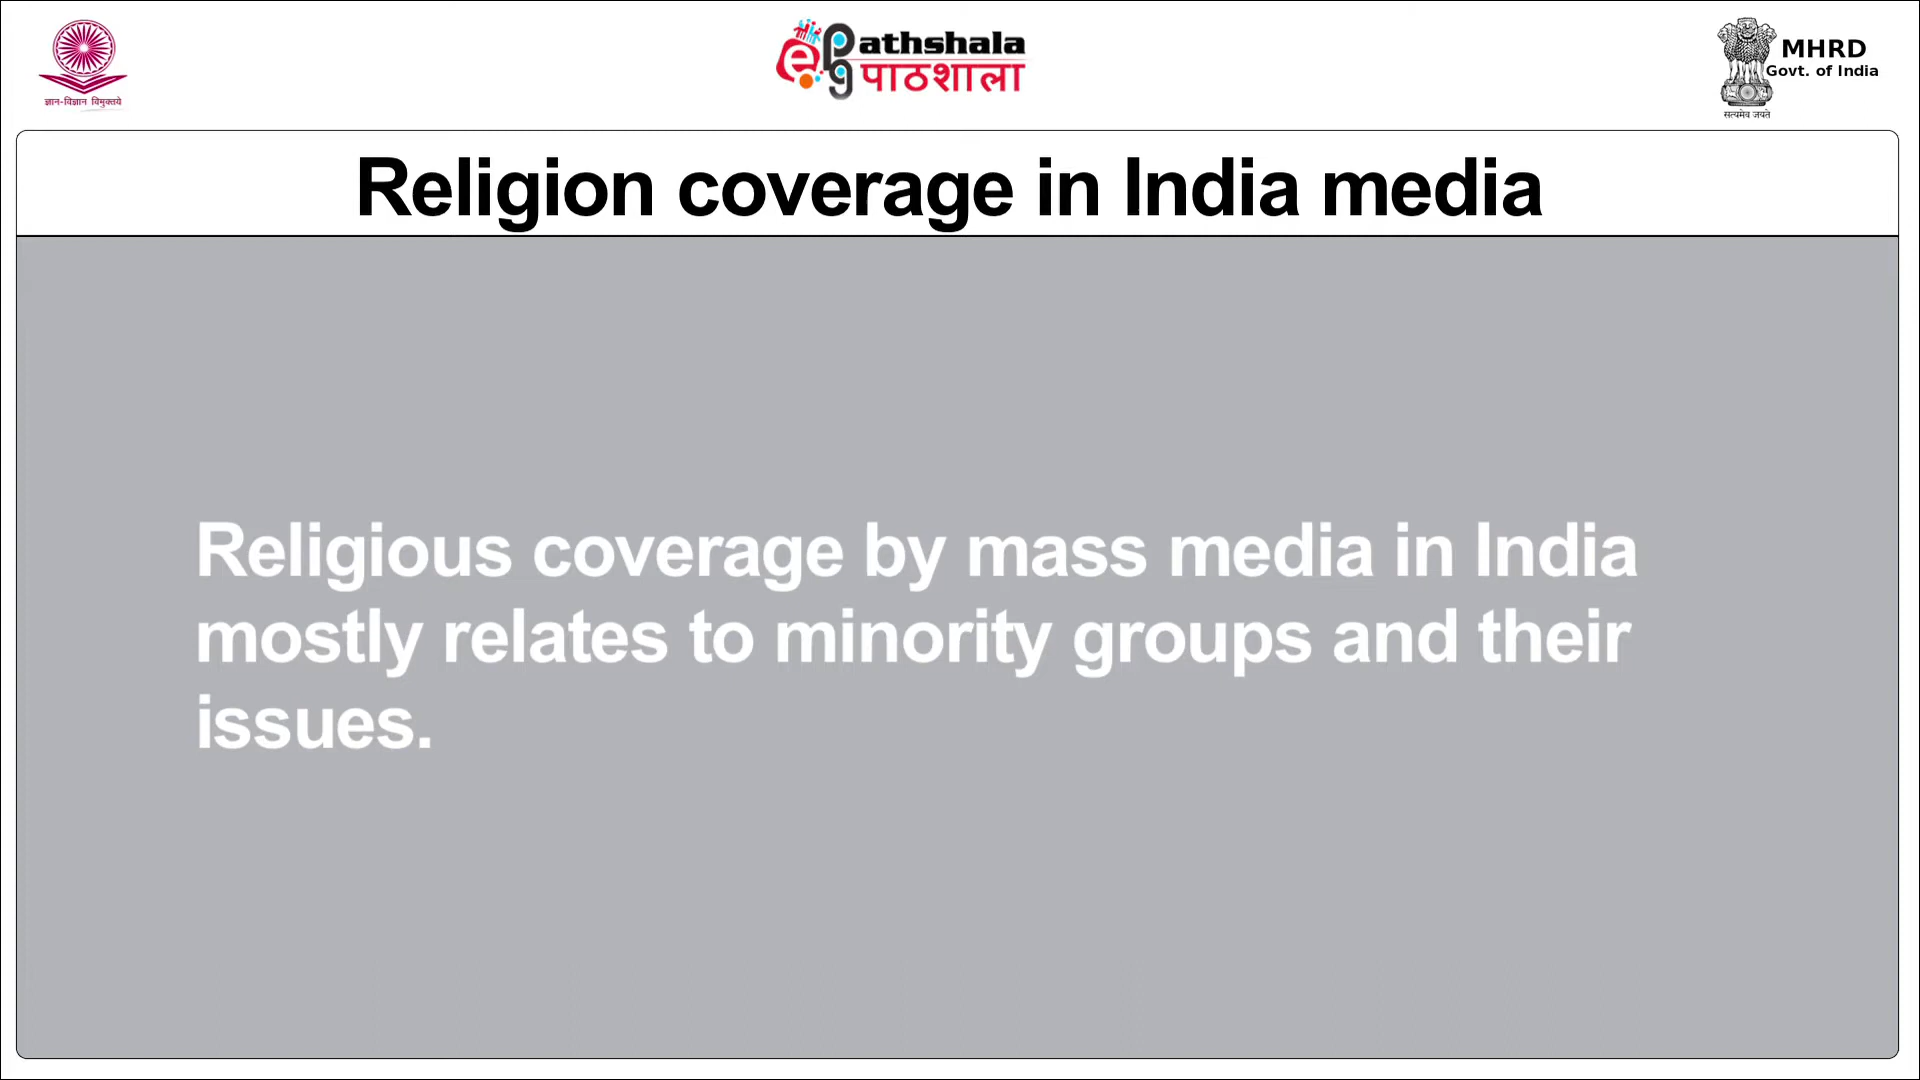 ज्ञान-विज्ञान विमुक्तये
epg athshala
पाठशाला
MHRD
Govt. of India
सत्यमेव जयते
Religion coverage in India media
Religious coverage by mass media in India
mostly relates to minority groups and their
issues.